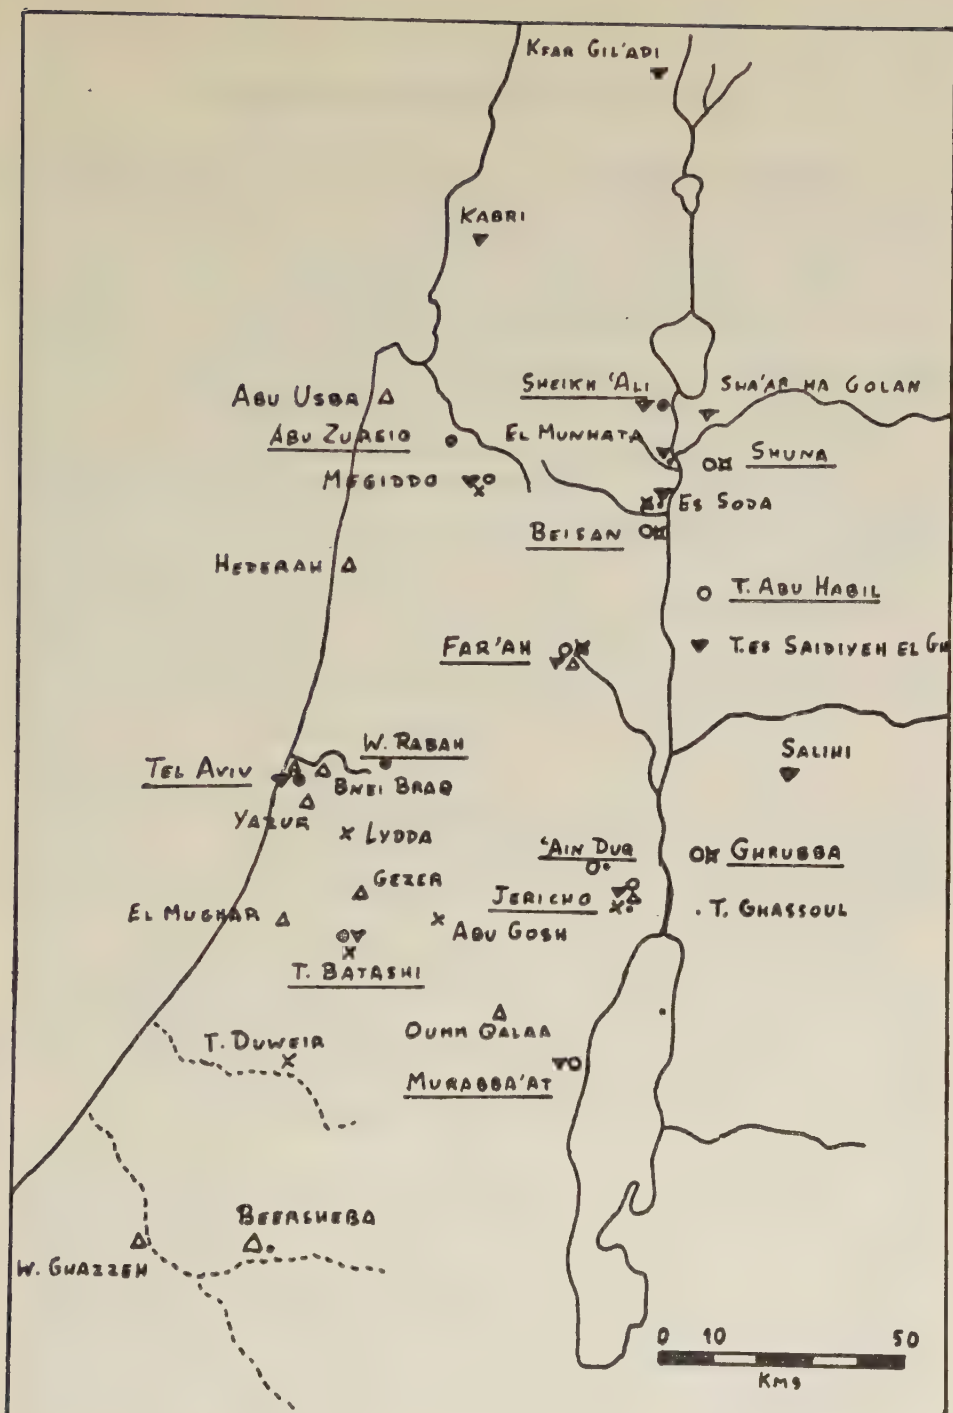 KFAR GIL'ADI
KABRI
SHEIKH 'ALI
SHA'AR HA GOLAN
ABU USBA
ABU ZUREIQ
EL MUNHATA
SHUNA
MEGIDDO
ES SODA
BEISAN
HEDERAH
T. ABU HABIL
FAR'AH
T. ES SAIDIYEH EL GH
W. RABAH
SALIHI
TEL AVIV
BNEI BRAQ
YAZUR
LYDDA
'AIN DUQ
GHRUBBA
GEZER
JERICHO
EL MUGHAR
ABU GOSH
T. GHASSOUL
T. BATASHI
OUMM QALAA
T. DUWEIR
MURABBA'AT
BEERSHEBA
W. GHAZZEH
0 10 50
KMS